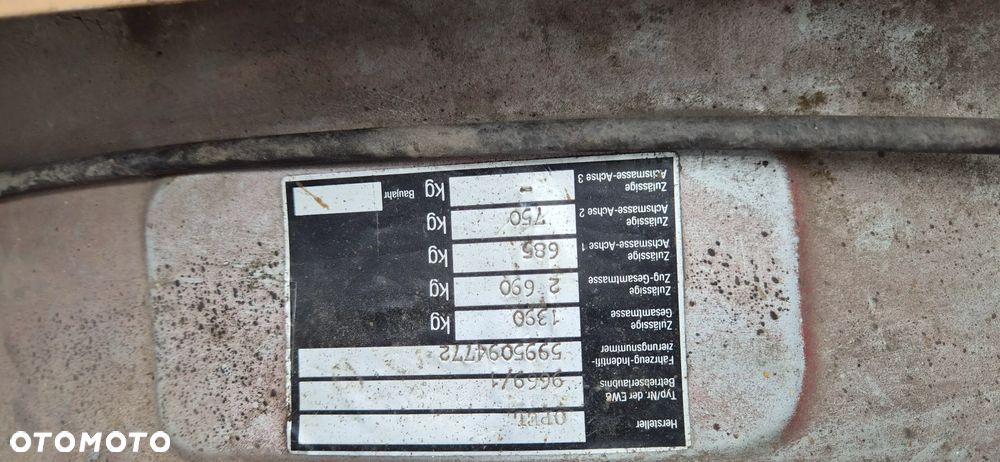 Hersteller OPEL
Typ/Nr. der EWG
Betriebserlaubnis 9669/1
Fahrzeug-Indentifi-
zierungsnummer 5995094772
Zulässige
Gesamtmasse 1390 kg
Zulässige
Zug-Gesamtmasse 2 690 kg
Zulässige
Achsmasse-Achse 1 685 kg
Zulässige
Achsmasse-Achse 2 750 kg
Zulässige
Achsmasse-Achse 3 - kg
Baujahr
OTOMOTO